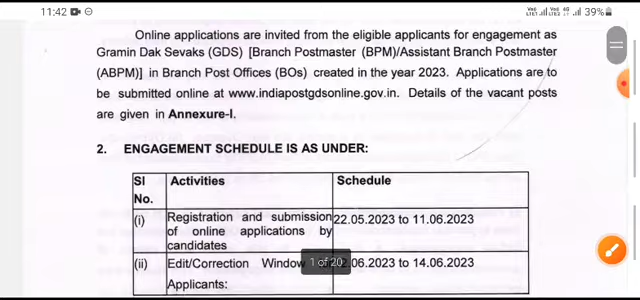 11:42 39%
Online applications are invited from the eligible applicants for engagement as
Gramin Dak Sevaks (GDS) [Branch Postmaster (BPM)/Assistant Branch Postmaster
(ABPM)] in Branch Post Offices (BOs) created in the year 2023. Applications are to
be submitted online at www.indiapostgdsonline.gov.in. Details of the vacant posts
are given in Annexure-I.
2. ENGAGEMENT SCHEDULE IS AS UNDER:
Sl Activities Schedule
No.
(i) Registration and submission 22.05.2023 to 11.06.2023
of online applications by
candidates
(ii) Edit/Correction Window .06.2023 to 14.06.2023
1 of 20
Applicants: